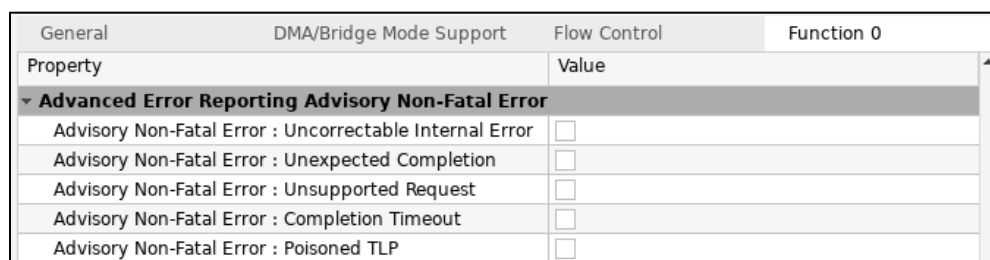 General DMA/Bridge Mode Support Flow Control Function 0
Property Value
Advanced Error Reporting Advisory Non-Fatal Error
Advisory Non-Fatal Error : Uncorrectable Internal Error
Advisory Non-Fatal Error : Unexpected Completion
Advisory Non-Fatal Error : Unsupported Request
Advisory Non-Fatal Error : Completion Timeout
Advisory Non-Fatal Error : Poisoned TLP